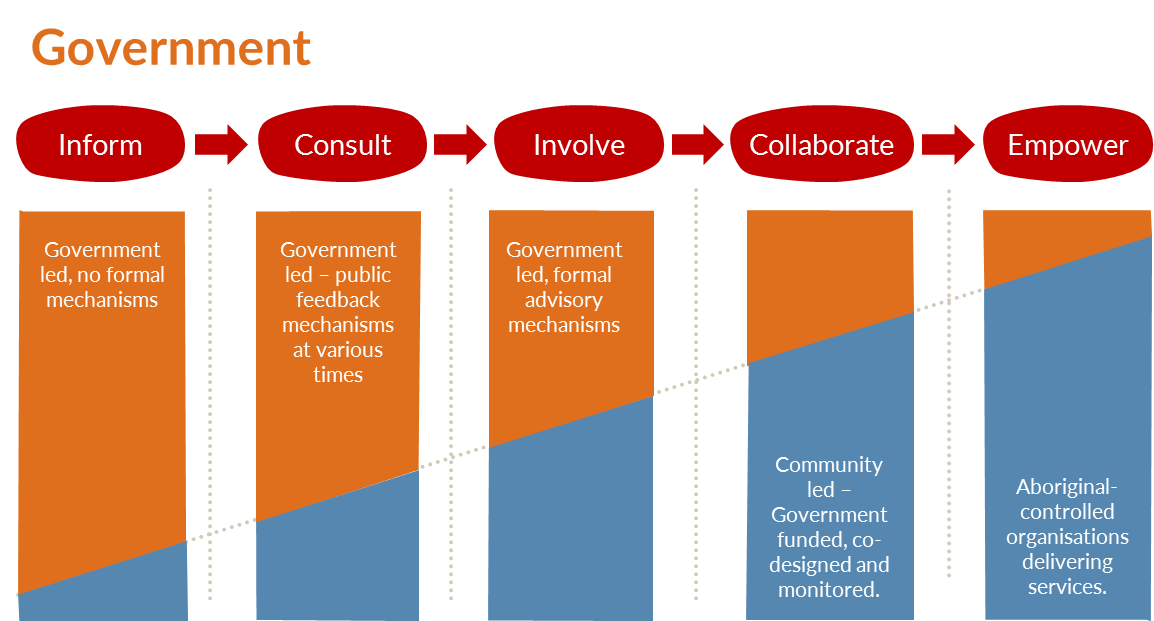 Government
Inform
Consult
Involve
Collaborate
Empower
Government
led, no formal
mechanisms
Government
led – public
feedback
mechanisms
at various
times
Government
led, formal
advisory
mechanisms
Community
led –
Government
funded, co-
designed and
monitored.
Aboriginal-
controlled
organisations
delivering
services.